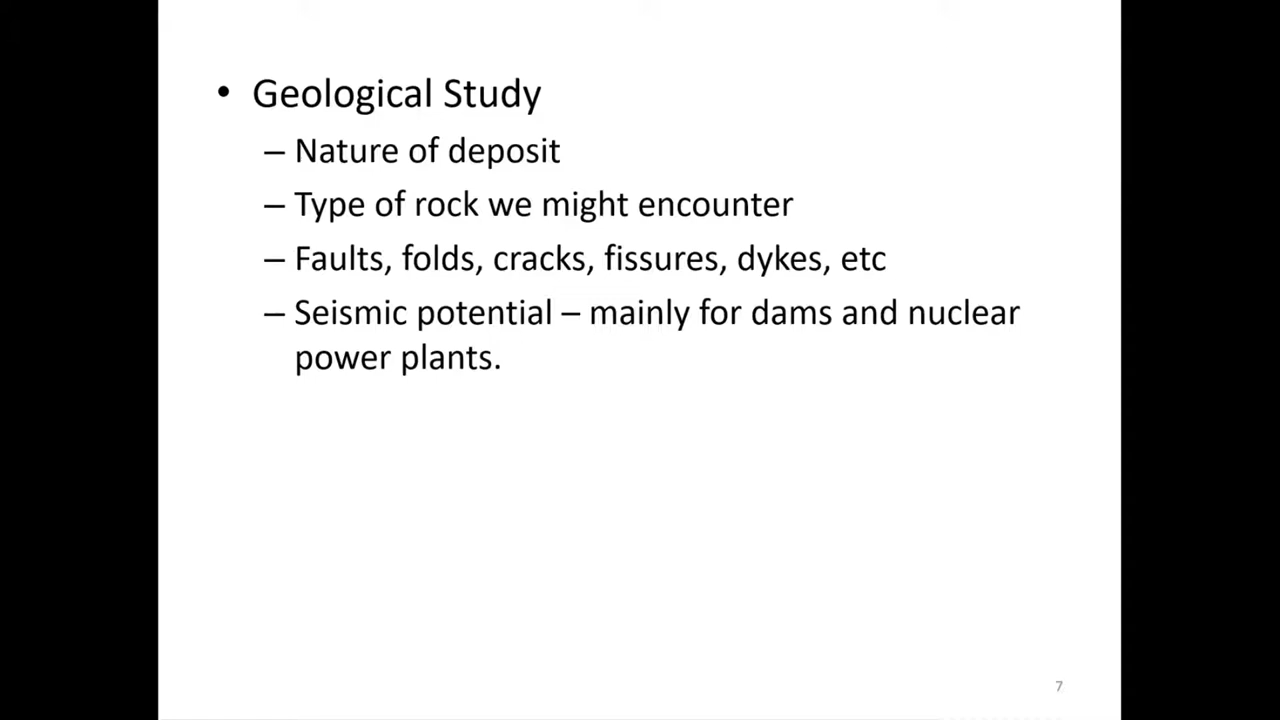 • Geological Study
– Nature of deposit
– Type of rock we might encounter
– Faults, folds, cracks, fissures, dykes, etc
– Seismic potential – mainly for dams and nuclear
power plants.
7